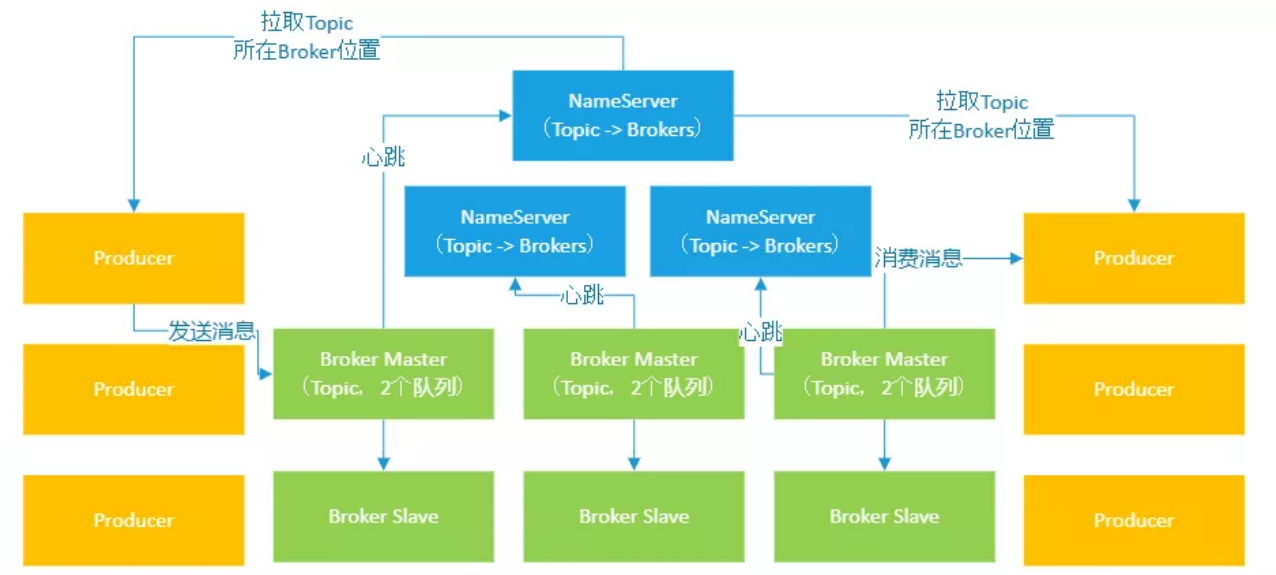 拉取Topic
所在Broker位置
NameServer
(Topic -> Brokers)
拉取Topic
所在Broker位置
心跳
NameServer
(Topic -> Brokers)
NameServer
(Topic -> Brokers)
Producer
消费消息
Producer
心跳
发送消息
心跳
Broker Master
(Topic, 2个队列)
Broker Master
(Topic, 2个队列)
Broker Master
(Topic, 2个队列)
Producer
Producer
Producer
Broker Slave
Broker Slave
Broker Slave
Producer